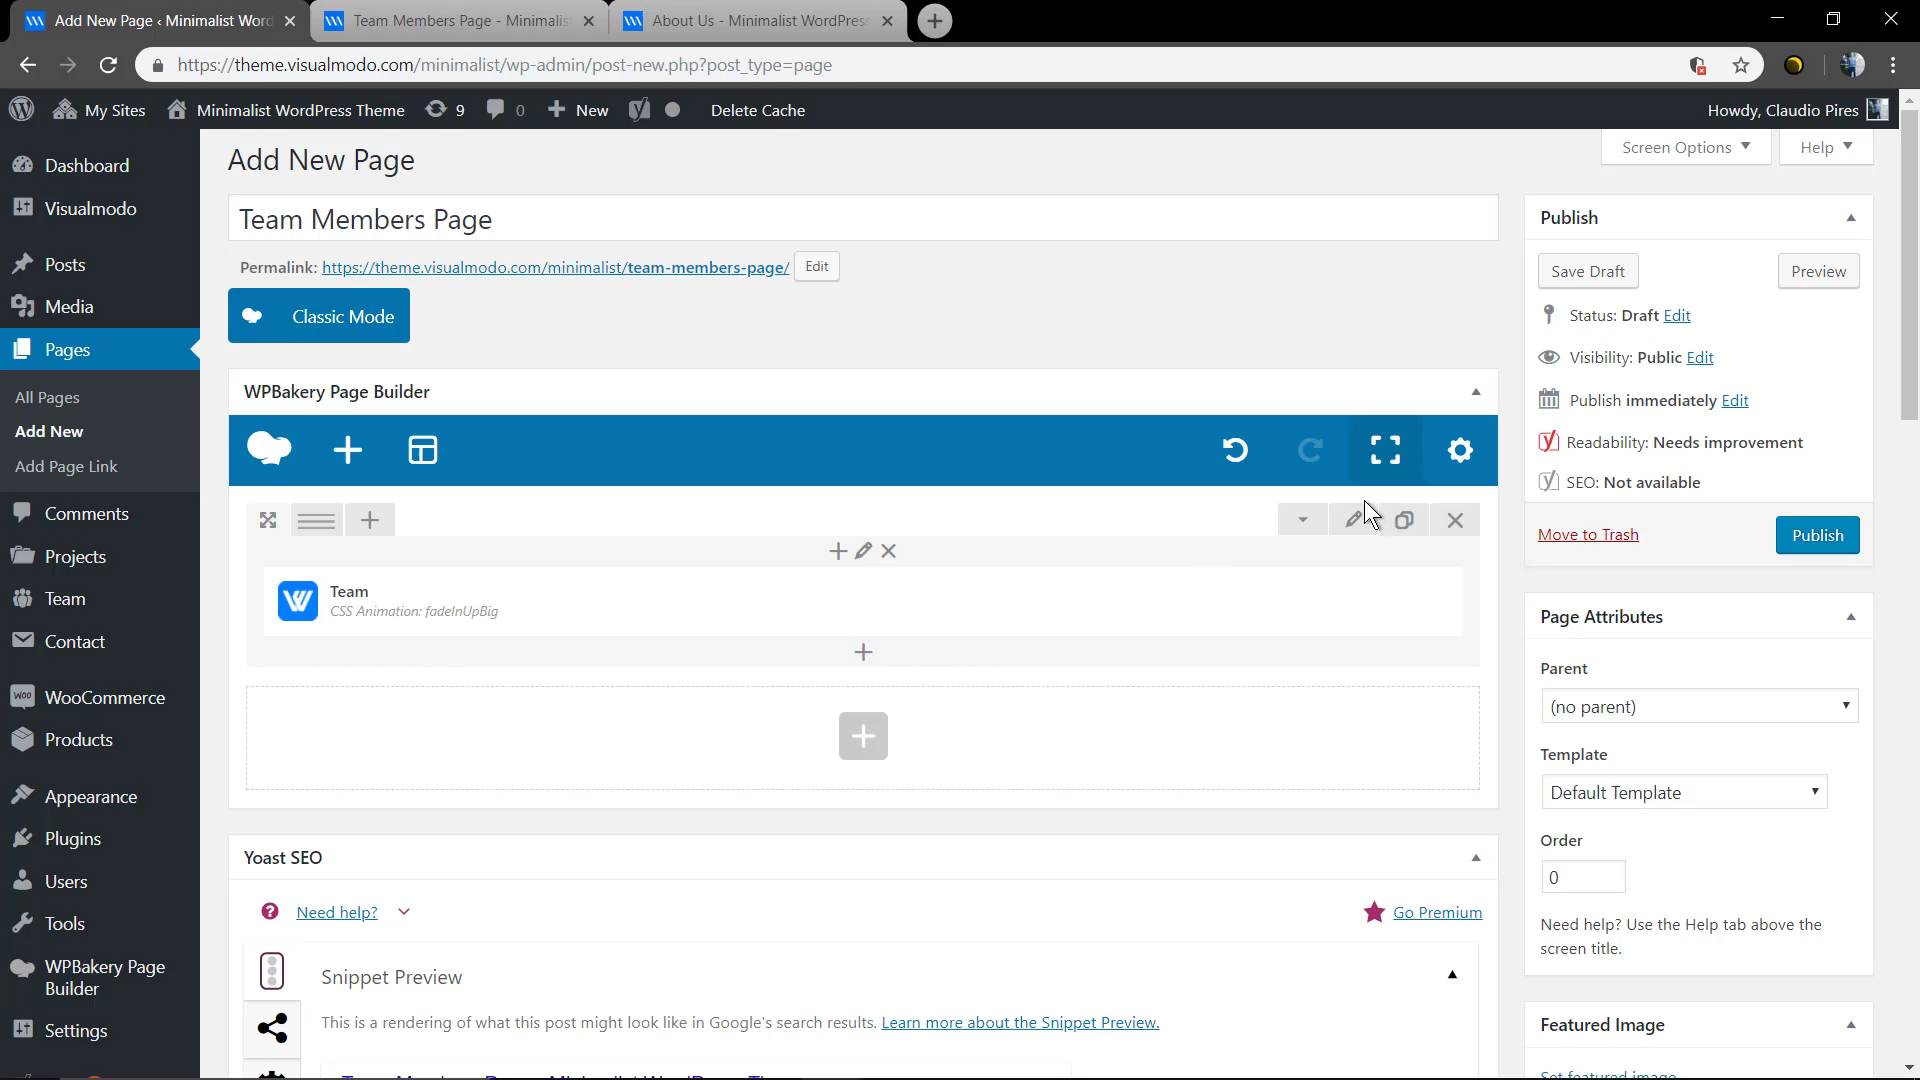 Add New Page ‹ Minimalist Word
Team Members Page - Minimalis
About Us - Minimalist WordPress
https://theme.visualmodo.com/minimalist/wp-admin/post-new.php?post_type=page
My Sites
Minimalist WordPress Theme
9
0
New
Delete Cache
Howdy, Claudio Pires
Dashboard
Visualmodo
Posts
Media
Pages
All Pages
Add New
Add Page Link
Comments
Projects
Team
Contact
WooCommerce
Products
Appearance
Plugins
Users
Tools
WPBakery Page
Builder
Settings
Add New Page
Screen Options
Help
Team Members Page
Permalink: https://theme.visualmodo.com/minimalist/team-members-page/ Edit
Classic Mode
WPBakery Page Builder
Team
CSS Animation: fadeInUpBig
Yoast SEO
Need help?
Go Premium
Snippet Preview
This is a rendering of what this post might look like in Google's search results. Learn more about the Snippet Preview.
Publish
Save Draft
Preview
Status: Draft Edit
Visibility: Public Edit
Publish immediately Edit
Readability: Needs improvement
SEO: Not available
Move to Trash
Publish
Page Attributes
Parent
(no parent)
Template
Default Template
Order
0
Need help? Use the Help tab above the
screen title.
Featured Image
Set featured image